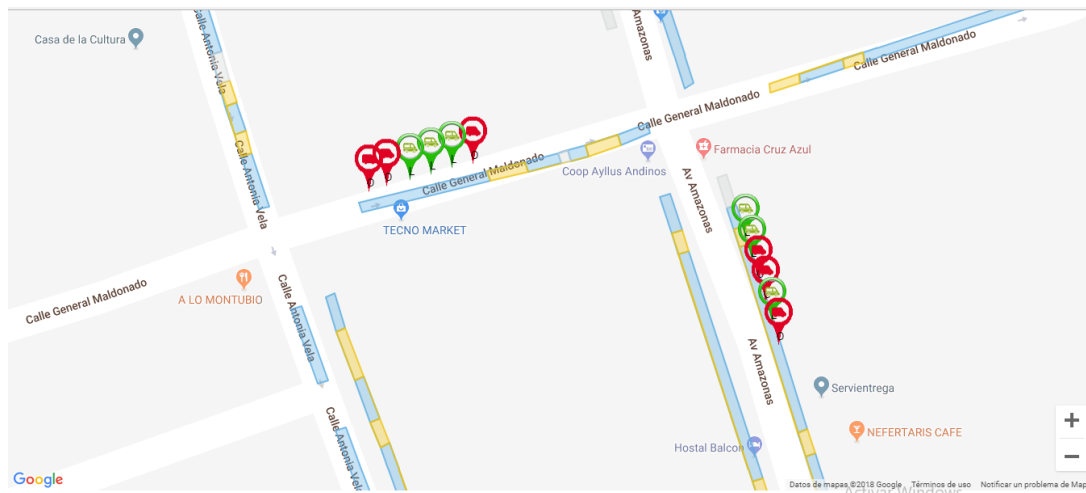 Casa de la Cultura
Calle Antonia Vela
Amazonas
Calle General Maldonado
Calle General Maldonado
Farmacia Cruz Azul
Coop Ayllus Andinos
Calle General Maldonado
Calle Antonia Vela
Av Amazonas
TECNO MARKET
A LO MONTUBIO
Calle General Maldonado
Calle Antonia Vela
Av Amazonas
Servientrega
Calle Antonia Vela
NEFERTARIS CAFE
Hostal Balcon
+
−
Google
Datos de mapas ©2018 Google Términos de uso Notificar un problema de Map
Activar Windows